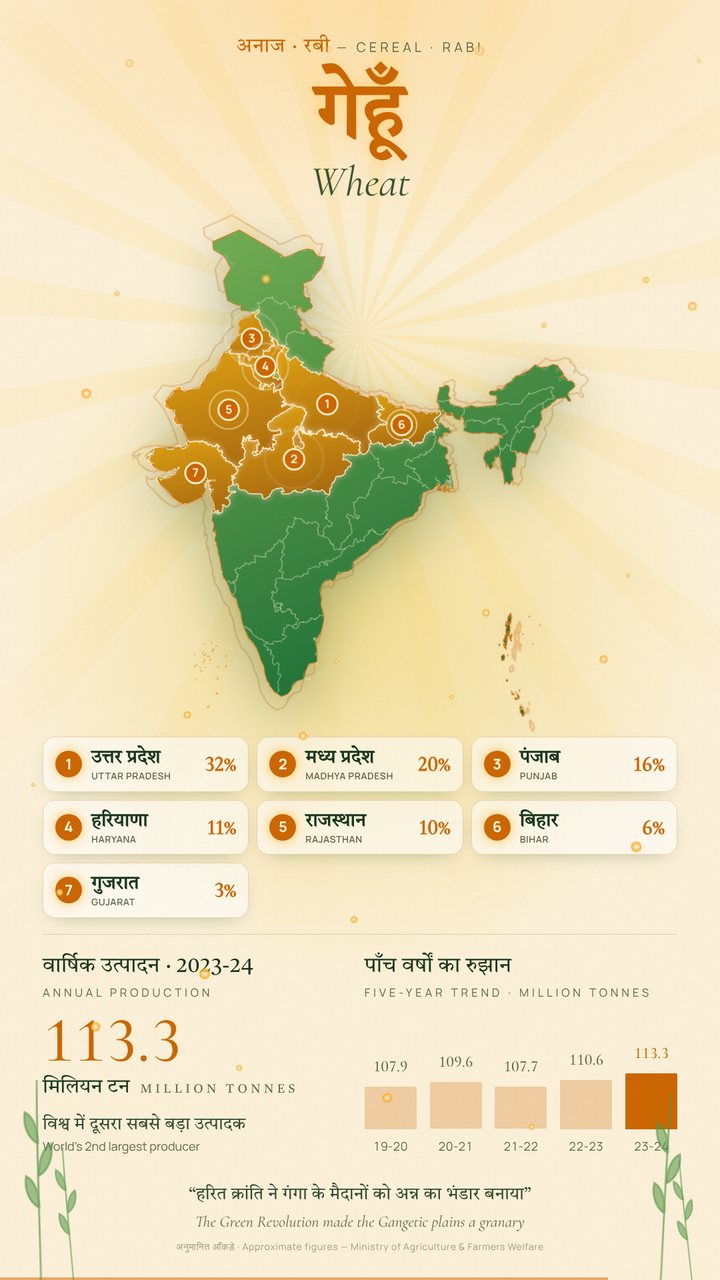 अनाज · रबी — CEREAL · RABI
गेहूँ
Wheat
3
4
5
1
6
2
7
1 उत्तर प्रदेश 32%
UTTAR PRADESH
2 मध्य प्रदेश 20%
MADHYA PRADESH
3 पंजाब 16%
PUNJAB
4 हरियाणा 11%
HARYANA
5 राजस्थान 10%
RAJASTHAN
6 बिहार 6%
BIHAR
7 गुजरात 3%
GUJARAT
वार्षिक उत्पादन · 2023-24
ANNUAL PRODUCTION
113.3
मिलियन टन MILLION TONNES
विश्व में दूसरा सबसे बड़ा उत्पादक
World's 2nd largest producer
पाँच वर्षों का रुझान
FIVE-YEAR TREND · MILLION TONNES
107.9 109.6 107.7 110.6 113.3
19-20 20-21 21-22 22-23 23-24
“हरित क्रांति ने गंगा के मैदानों को अन्न का भंडार बनाया”
The Green Revolution made the Gangetic plains a granary
अनुमानित आँकड़े · Approximate figures — Ministry of Agriculture & Farmers Welfare